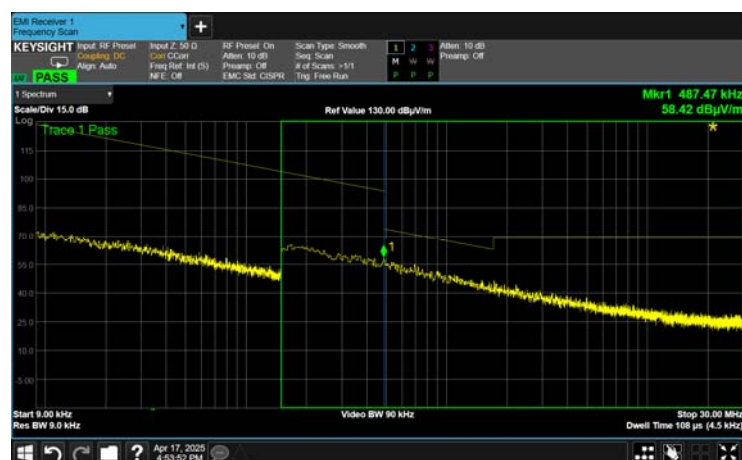 EMI Receiver 1
Frequency Scan
+
KEYSIGHT Input: RF Presel Input Z: 50 Ω RF Presel: On Scan Type: Smooth 1 2 3 Atten: 10 dB
Coupling: DC Corr CCorr Atten: 10 dB Seq: Scan M W W Preamp: Off
Align: Auto Freq Ref: Int (S) Preamp: Off # of Scans: >1/1 P P P
LXI PASS NFE: Off EMC Std: CISPR Trig: Free Run
1 Spectrum Mkr1 487.47 kHz
Scale/Div 15.0 dB Ref Value 130.00 dBµV/m 58.42 dBµV/m
Log
Trace 1 Pass
115
100
85.0
70.0
1
55.0
40.0
25.0
10.0
-5.00
Start 9.00 kHz Video BW 90 kHz Stop 30.00 MHz
Res BW 9.0 kHz Dwell Time 108 µs (4.5 kHz)
? Apr 17, 2025
4:53:52 PM